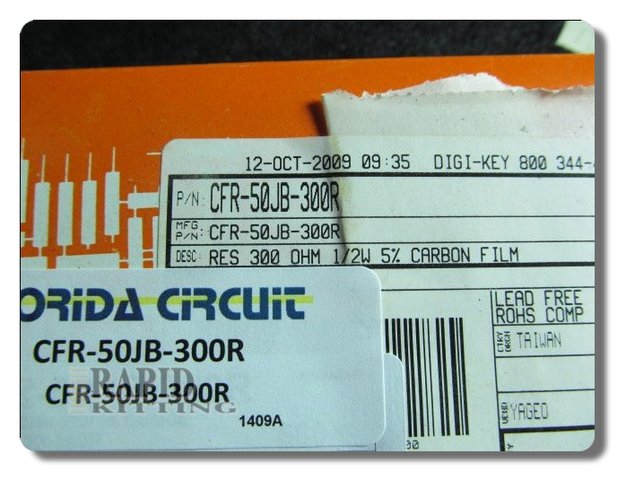 12-OCT-2009 09:35 DIGI-KEY 800 344-
P/N: CFR-50JB-300R
MFG P/N: CFR-50JB-300R
DESC: RES 300 OHM 1/2W 5% CARBON FILM
ORIDA CIRCUIT
CFR-50JB-300R
CFR-50JB-300R
RAPID
KITTING
1409A
LEAD FREE
ROHS COMP
CTRY ORGN TAIWAN
VEND YAGEO